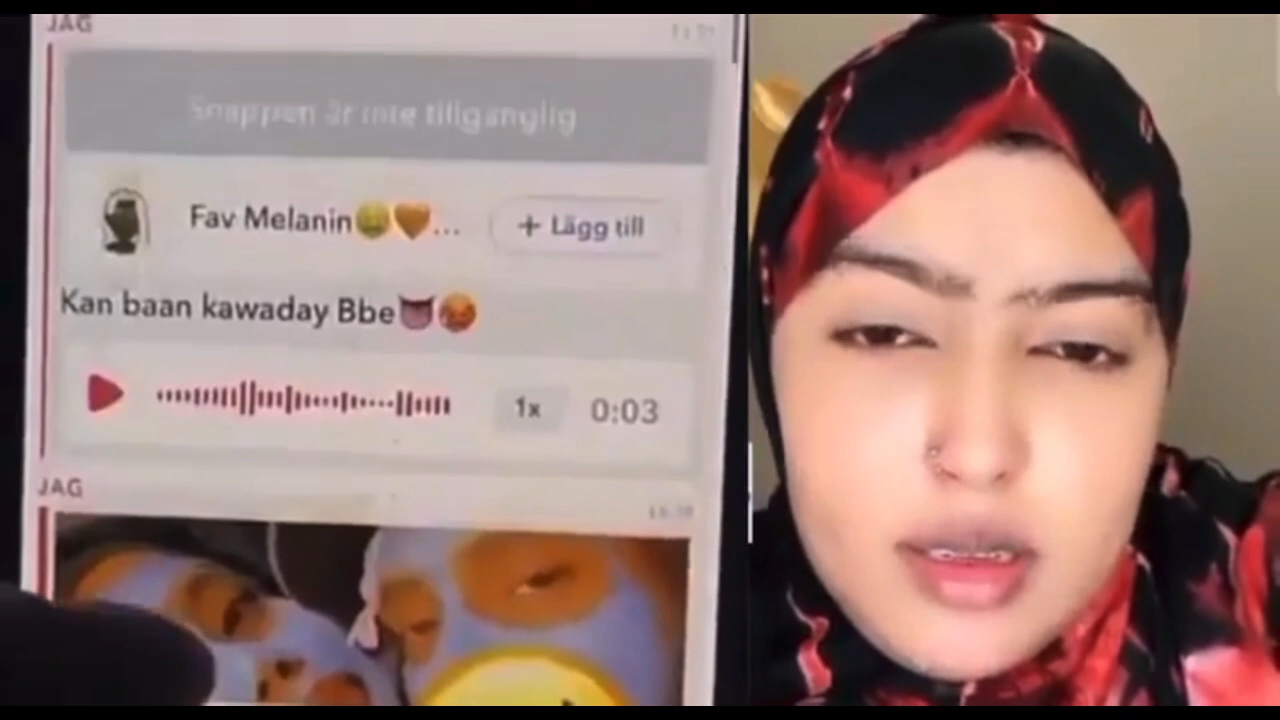 JAG
Snappen är inte tillgänglig
Fav Melanin🤑🧡...
+ Lägg till
Kan baan kawaday Bbe👅🥵
1x
0:03
JAG